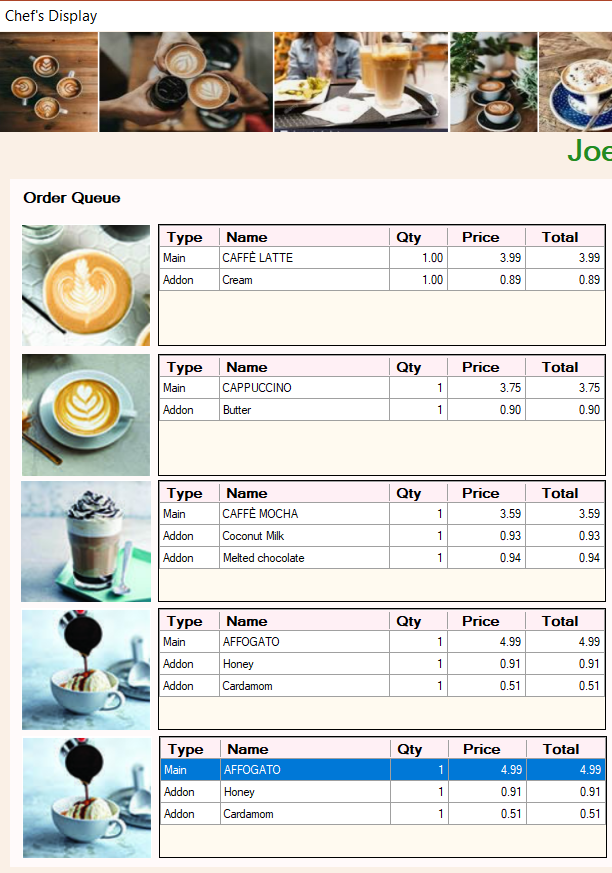 Chef's Display
Joe
Order Queue
Type Name Qty Price Total
Main CAFFÈ LATTE 1.00 3.99 3.99
Addon Cream 1.00 0.89 0.89
Type Name Qty Price Total
Main CAPPUCCINO 1 3.75 3.75
Addon Butter 1 0.90 0.90
Type Name Qty Price Total
Main CAFFÈ MOCHA 1 3.59 3.59
Addon Coconut Milk 1 0.93 0.93
Addon Melted chocolate 1 0.94 0.94
Type Name Qty Price Total
Main AFFOGATO 1 4.99 4.99
Addon Honey 1 0.91 0.91
Addon Cardamom 1 0.51 0.51
Type Name Qty Price Total
Main AFFOGATO 1 4.99 4.99
Addon Honey 1 0.91 0.91
Addon Cardamom 1 0.51 0.51